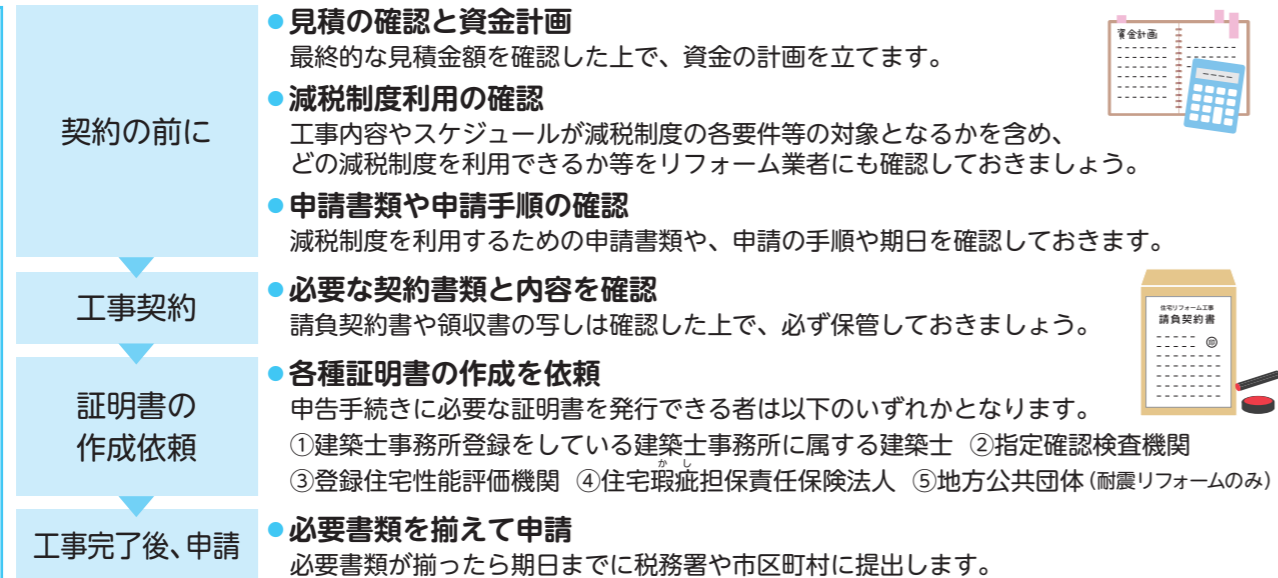 契約の前に
●見積の確認と資金計画
最終的な見積金額を確認した上で、資金の計画を立てます。
資金計画
●減税制度利用の確認
工事内容やスケジュールが減税制度の各要件等の対象となるかを含め、
どの減税制度を利用できるか等をリフォーム業者にも確認しておきましょう。
●申請書類や申請手順の確認
減税制度を利用するための申請書類や、申請の手順や期日を確認しておきます。
工事契約
●必要な契約書類と内容を確認
請負契約書や領収書の写しは確認した上で、必ず保管しておきましょう。
住宅リフォーム工事
請負契約書
㊞
証明書の
作成依頼
●各種証明書の作成を依頼
申告手続きに必要な証明書を発行できる者は以下のいずれかとなります。
①建築士事務所登録をしている建築士事務所に属する建築士 ②指定確認検査機関
かし
③登録住宅性能評価機関 ④住宅瑕疵担保責任保険法人 ⑤地方公共団体(耐震リフォームのみ)
工事完了後、申請
●必要書類を揃えて申請
必要書類が揃ったら期日までに税務署や市区町村に提出します。